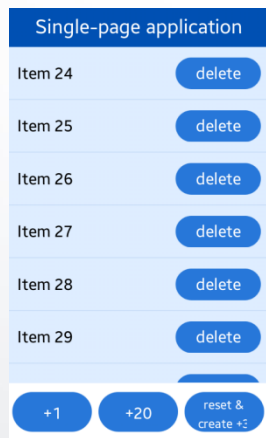 Single-page application
Item 24 delete
Item 25 delete
Item 26 delete
Item 27 delete
Item 28 delete
Item 29 delete
+1 +20 reset &
create